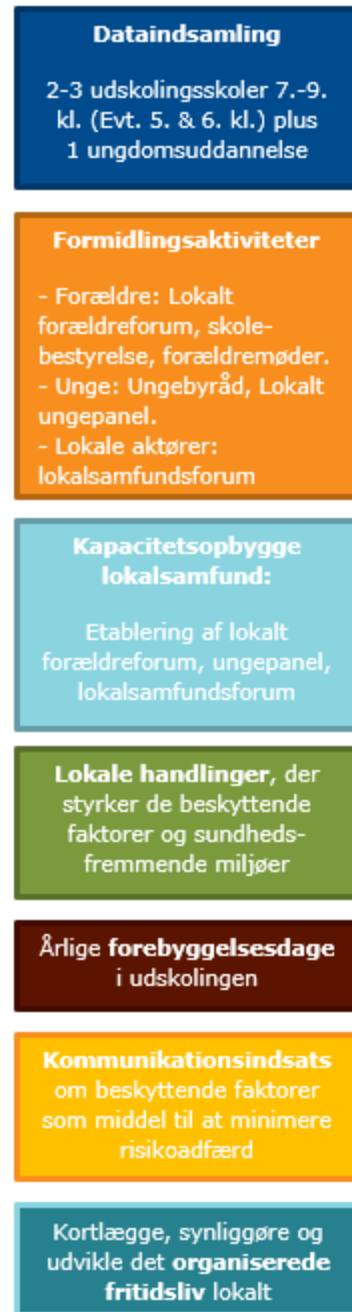 Dataindsamling
2-3 udskolingsskoler 7.-9.
kl. (Evt. 5. & 6. kl.) plus
1 ungdomsuddannelse
Formidlingsaktiviteter
- Forældre: Lokalt
forældreforum, skole-
bestyrelse, forældremøder.
- Unge: Ungebyråd, Lokalt
ungepanel.
- Lokale aktører:
lokalsamfundsforum
Kapacitetsopbygge
lokalsamfund:
Etablering af lokalt
forældreforum, ungepanel,
lokalsamfundsforum
Lokale handlinger, der
styrker de beskyttende
faktorer og sundheds-
fremmende miljøer
Årlige forebyggelsesdage
i udskolingen
Kommunikationsindsats
om beskyttende faktorer
som middel til at minimere
risikoadfærd
Kortlægge, synliggøre og
udvikle det organiserede
fritidsliv lokalt